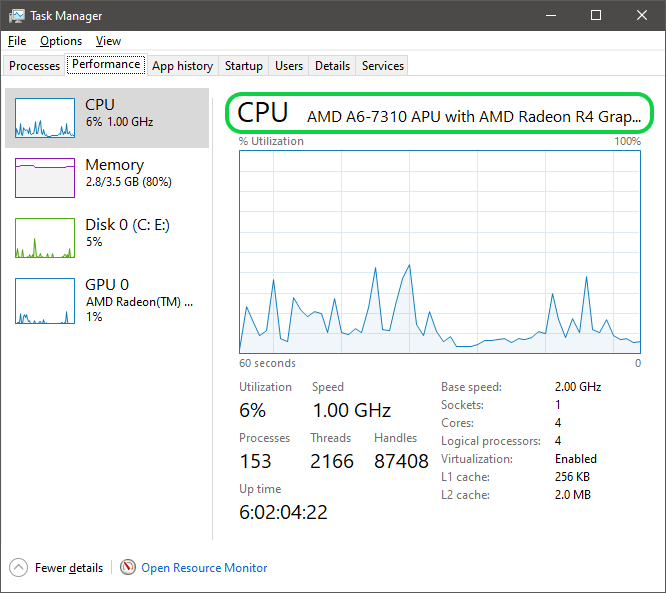 Task Manager
File Options View
Processes Performance App history Startup Users Details Services
CPU
6% 1.00 GHz
Memory
2.8/3.5 GB (80%)
Disk 0 (C: E:)
5%
GPU 0
AMD Radeon(TM) ...
1%
CPU AMD A6-7310 APU with AMD Radeon R4 Grap...
% Utilization 100%
60 seconds 0
Utilization Speed
6% 1.00 GHz
Processes Threads Handles
153 2166 87408
Up time
6:02:04:22
Base speed: 2.00 GHz
Sockets: 1
Cores: 4
Logical processors: 4
Virtualization: Enabled
L1 cache: 256 KB
L2 cache: 2.0 MB
Fewer details Open Resource Monitor